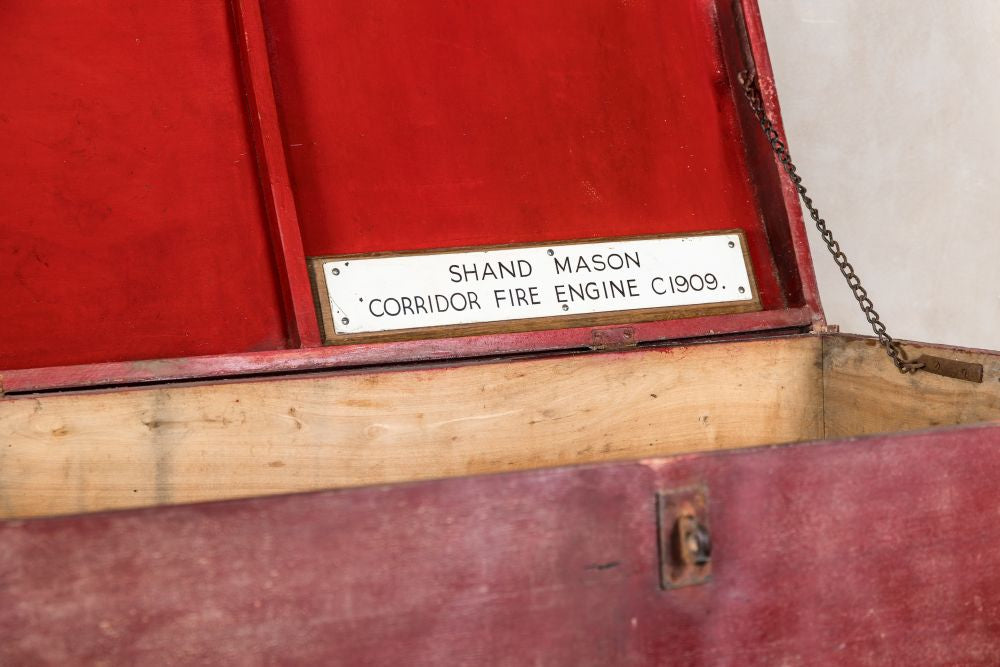 SHAND MASON
CORRIDOR FIRE ENGINE C1909.